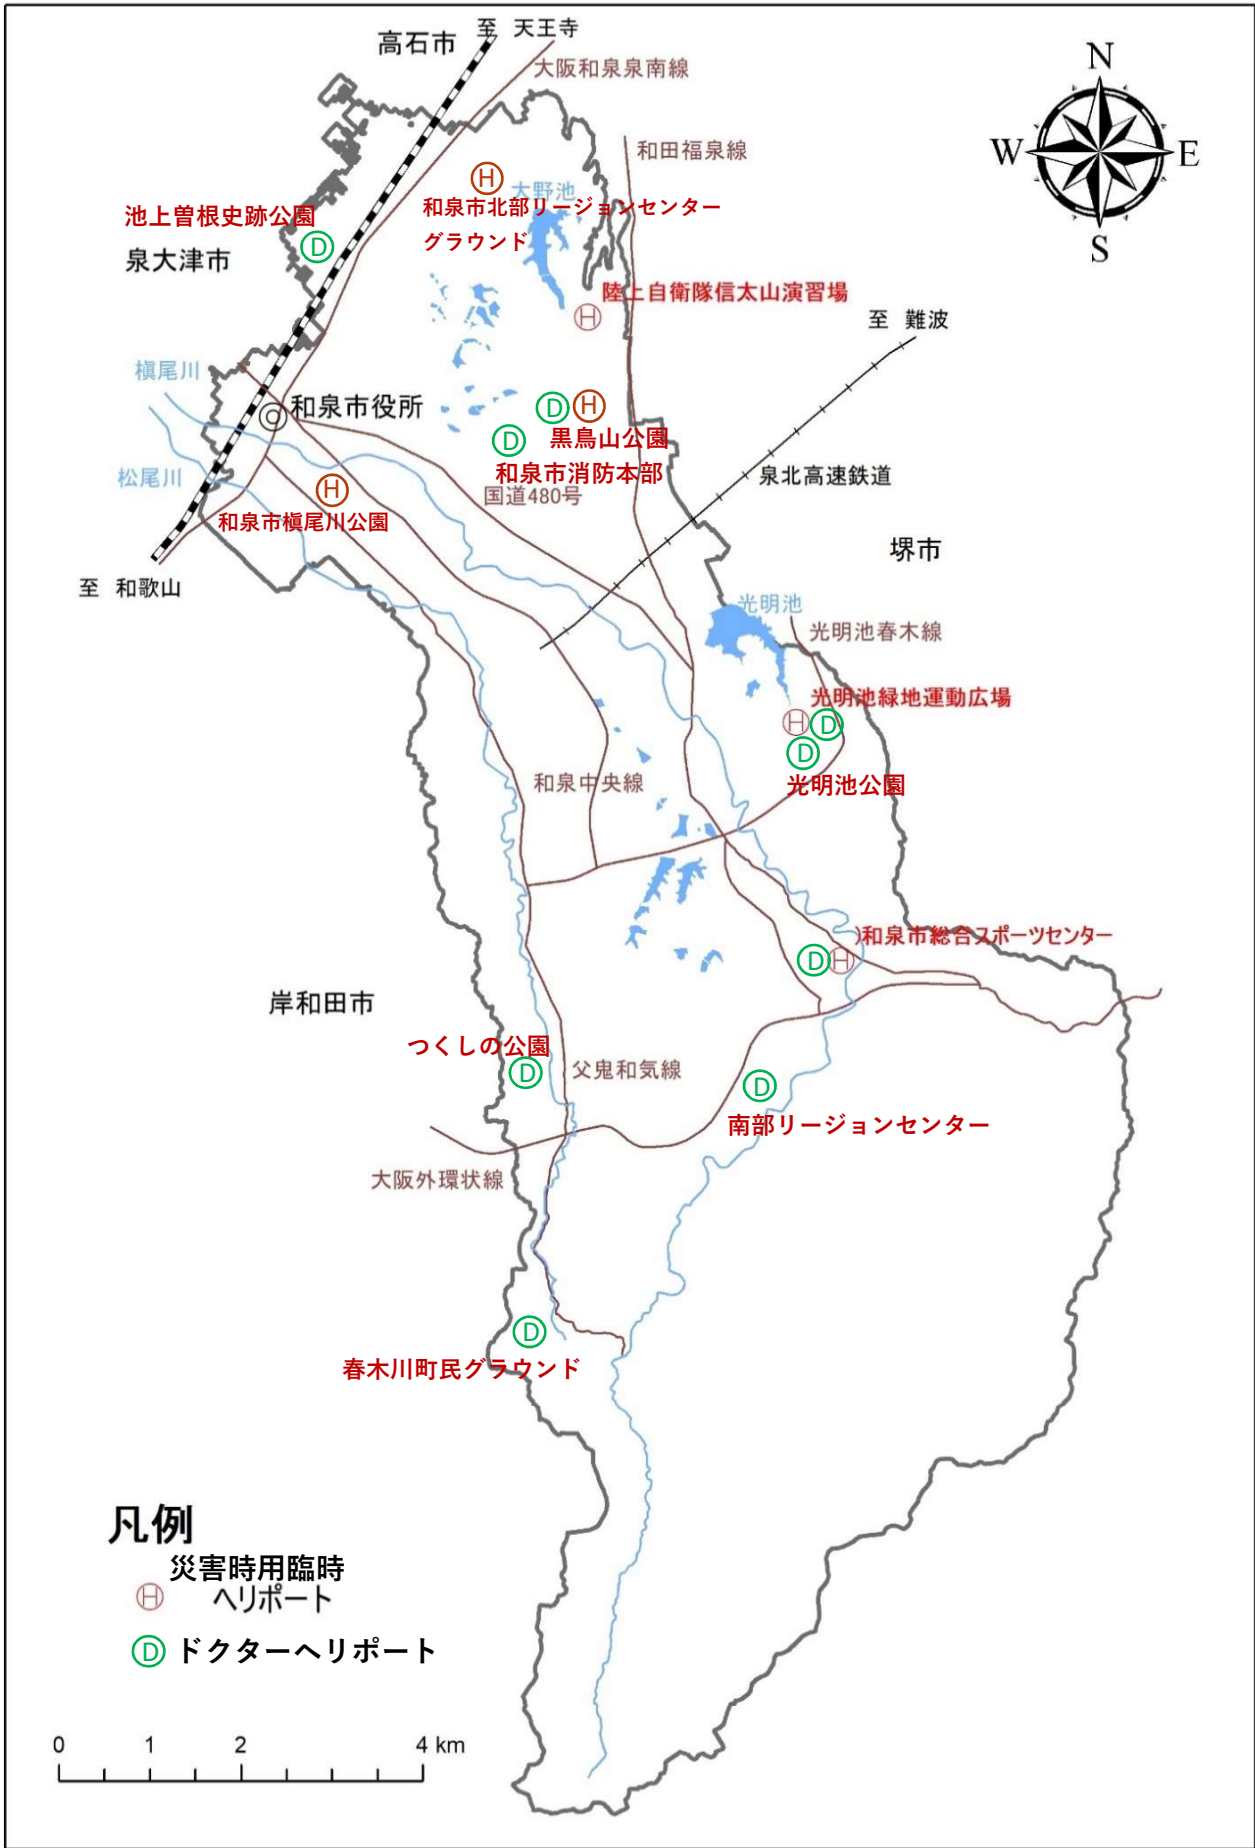 至 天王寺
高石市
大阪和泉泉南線
N
W
E
S
和田福泉線
大野池
池上曽根史跡公園
H
和泉市北部リージョンセンター
グラウンド
D
泉大津市
陸上自衛隊信太山演習場
H
至 難波
槇尾川
和泉市役所
D
H
黒鳥山公園
D
和泉市消防本部
松尾川
泉北高速鉄道
国道480号
H
和泉市槇尾川公園
堺市
至 和歌山
光明池
光明池春木線
光明池緑地運動広場
H
D
D
光明池公園
和泉中央線
)和泉市総合スポーツセンター
D
H
岸和田市
つくしの公園
D
父鬼和気線
D
南部リージョンセンター
大阪外環状線
D
春木川町民グラウンド
凡例
災害時用臨時
H ヘリポート
D ドクターヘリポート
0 1 2 4 km